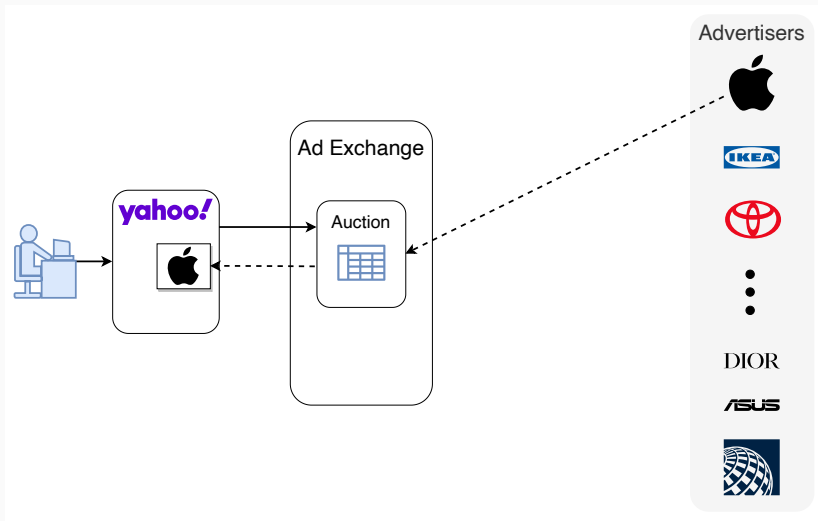 Advertisers
IKEA
Ad Exchange
yahoo!
Auction
DIOR
ASUS